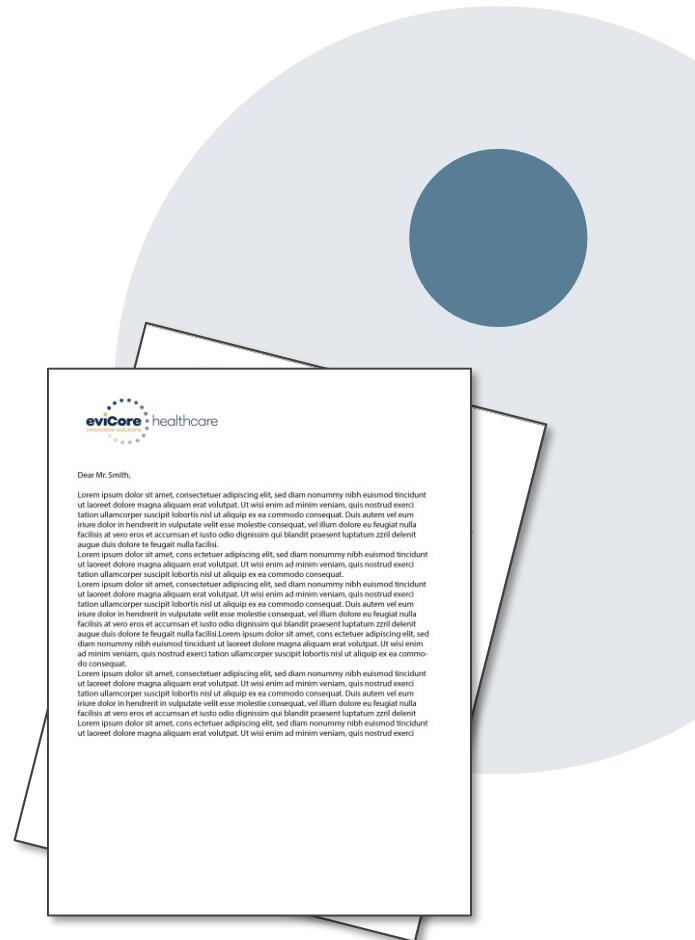 eviCore healthcare
innovative solutions
Dear Mr. Smith,
Lorem ipsum dolor sit amet, consectetuer adipiscing elit, sed diam nonummy nibh euismod tincidunt
ut laoreet dolore magna aliquam erat volutpat. Ut wisi enim ad minim veniam, quis nostrud exerci
tation ullamcorper suscipit lobortis nisl ut aliquip ex ea commodo consequat. Duis autem vel eum
iriure dolor in hendrerit in vulputate velit esse molestie consequat, vel illum dolore eu feugiat nulla
facilisis at vero eros et accumsan et iusto odio dignissim qui blandit praesent luptatum zzril delenit
augue duis dolore te feugait nulla facilisi.
Lorem ipsum dolor sit amet, cons ectetuer adipiscing elit, sed diam nonummy nibh euismod tincidunt
ut laoreet dolore magna aliquam erat volutpat. Ut wisi enim ad minim veniam, quis nostrud exerci
tation ullamcorper suscipit lobortis nisl ut aliquip ex ea commodo consequat.
Lorem ipsum dolor sit amet, consectetuer adipiscing elit, sed diam nonummy nibh euismod tincidunt
ut laoreet dolore magna aliquam erat volutpat. Ut wisi enim ad minim veniam, quis nostrud exerci
tation ullamcorper suscipit lobortis nisl ut aliquip ex ea commodo consequat. Duis autem vel eum
iriure dolor in hendrerit in vulputate velit esse molestie consequat, vel illum dolore eu feugiat nulla
facilisis at vero eros et accumsan et iusto odio dignissim qui blandit praesent luptatum zzril delenit
augue duis dolore te feugait nulla facilisi.Lorem ipsum dolor sit amet, cons ectetuer adipiscing elit, sed
diam nonummy nibh euismod tincidunt ut laoreet dolore magna aliquam erat volutpat. Ut wisi enim
ad minim veniam, quis nostrud exerci tation ullamcorper suscipit lobortis nisl ut aliquip ex ea commo-
do consequat.
Lorem ipsum dolor sit amet, consectetuer adipiscing elit, sed diam nonummy nibh euismod tincidunt
ut laoreet dolore magna aliquam erat volutpat. Ut wisi enim ad minim veniam, quis nostrud exerci
tation ullamcorper suscipit lobortis nisl ut aliquip ex ea commodo consequat. Duis autem vel eum
iriure dolor in hendrerit in vulputate velit esse molestie consequat, vel illum dolore eu feugiat nulla
facilisis at vero eros et accumsan et iusto odio dignissim qui blandit praesent luptatum zzril delenit
Lorem ipsum dolor sit amet, cons ectetuer adipiscing elit, sed diam nonummy nibh euismod tincidunt
ut laoreet dolore magna aliquam erat volutpat. Ut wisi enim ad minim veniam, quis nostrud exerci